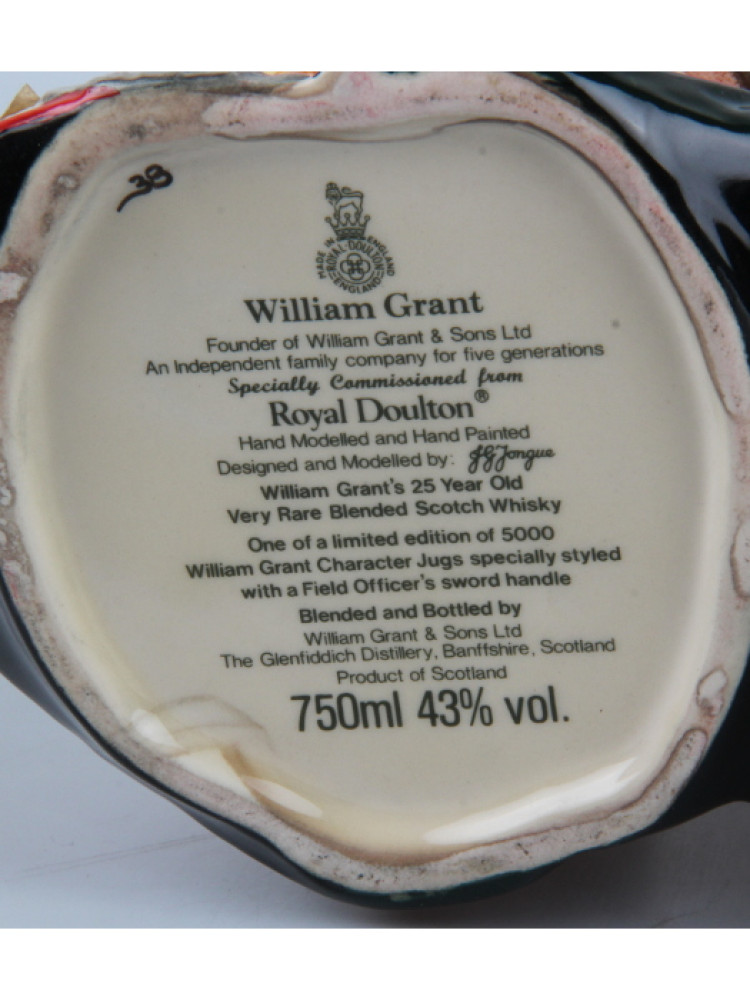 38
MADE IN ENGLAND
ROYAL·DOULTON
ENGLAND
William Grant
Founder of William Grant & Sons Ltd
An Independent family company for five generations
Specially Commissioned from
Royal Doulton®
Hand Modelled and Hand Painted
Designed and Modelled by: JGJongue
William Grant's 25 Year Old
Very Rare Blended Scotch Whisky
One of a limited edition of 5000
William Grant Character Jugs specially styled
with a Field Officer's sword handle
Blended and Bottled by
William Grant & Sons Ltd
The Glenfiddich Distillery, Banffshire, Scotland
Product of Scotland
750ml 43% vol.